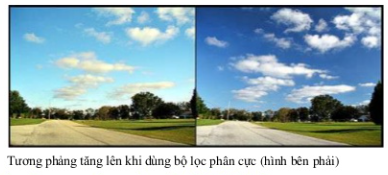 Tương phảng tăng lên khi dùng bộ lọc phân cực (hình bên phải)